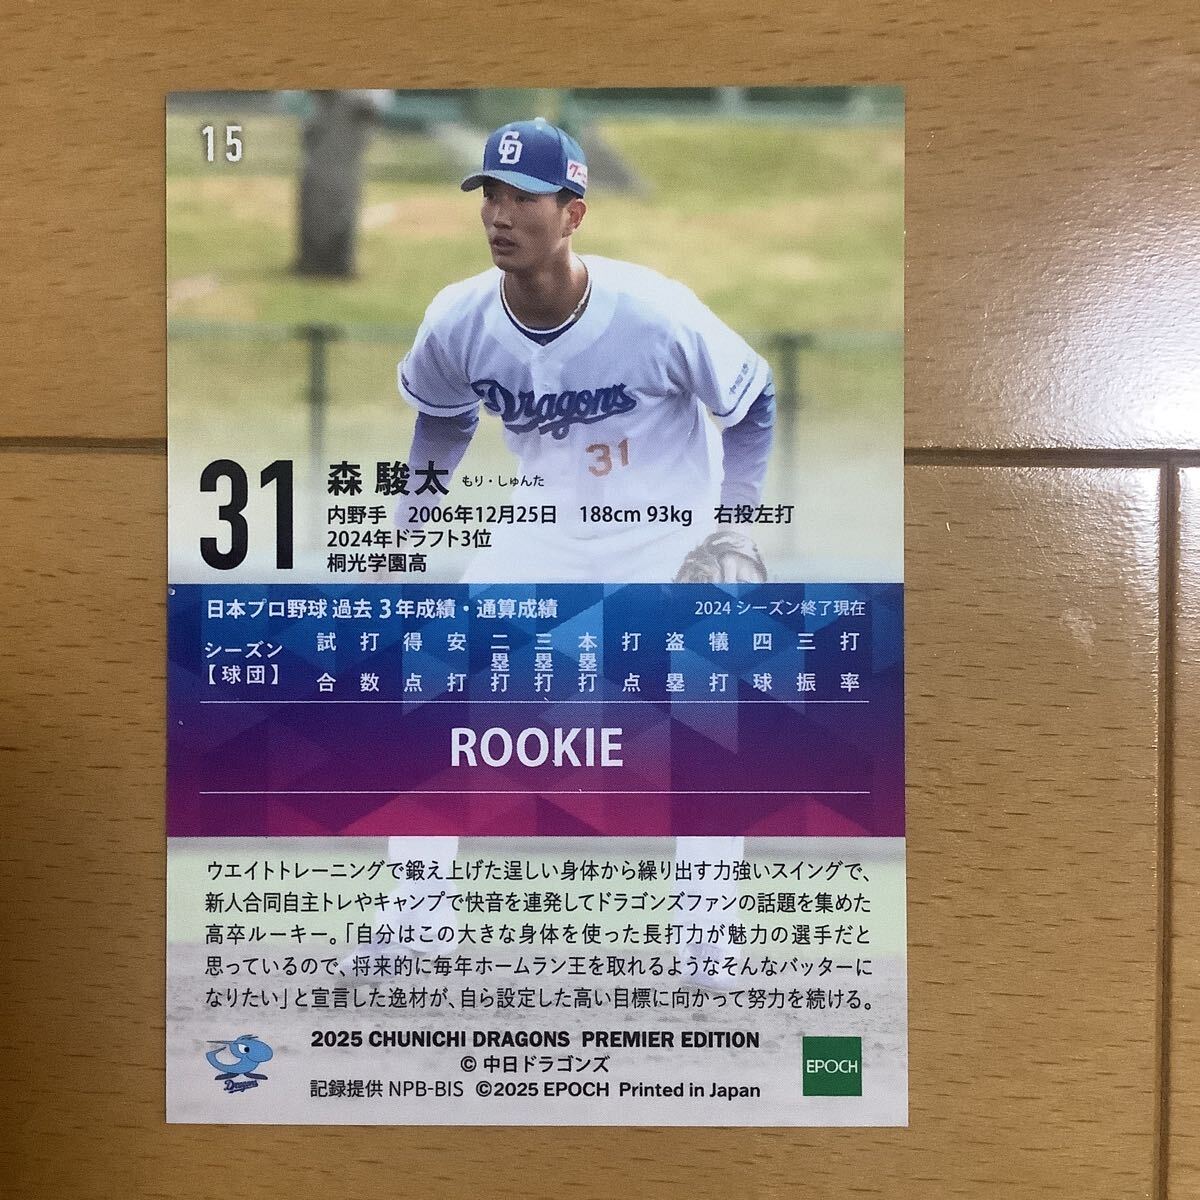 15
CD
Dragons
31
31
森 駿太 もり・しゅんた
内野手 2006年12月25日 188cm 93kg 右投左打
2024年ドラフト3位
桐光学園高
日本プロ野球 過去3年成績・通算成績 2024シーズン終了現在
シーズン【球団】 試合 打数 得点 安打 二塁打 三塁打 本塁打 打点 盗塁 犠打 四球 三振 打率
ROOKIE
ウエイトトレーニングで鍛え上げた逞しい身体から繰り出す力強いスイングで、
新人合同自主トレやキャンプで快音を連発してドラゴンズファンの話題を集めた
高卒ルーキー。「自分はこの大きな身体を使った長打力が魅力の選手だと
思っているので、将来的に毎年ホームラン王を取れるようなそんなバッターに
なりたい」と宣言した逸材が、自ら設定した高い目標に向かって努力を続ける。
2025 CHUNICHI DRAGONS PREMIER EDITION
© 中日ドラゴンズ
記録提供 NPB-BIS ©2025 EPOCH Printed in Japan
Dragons
EPOCH